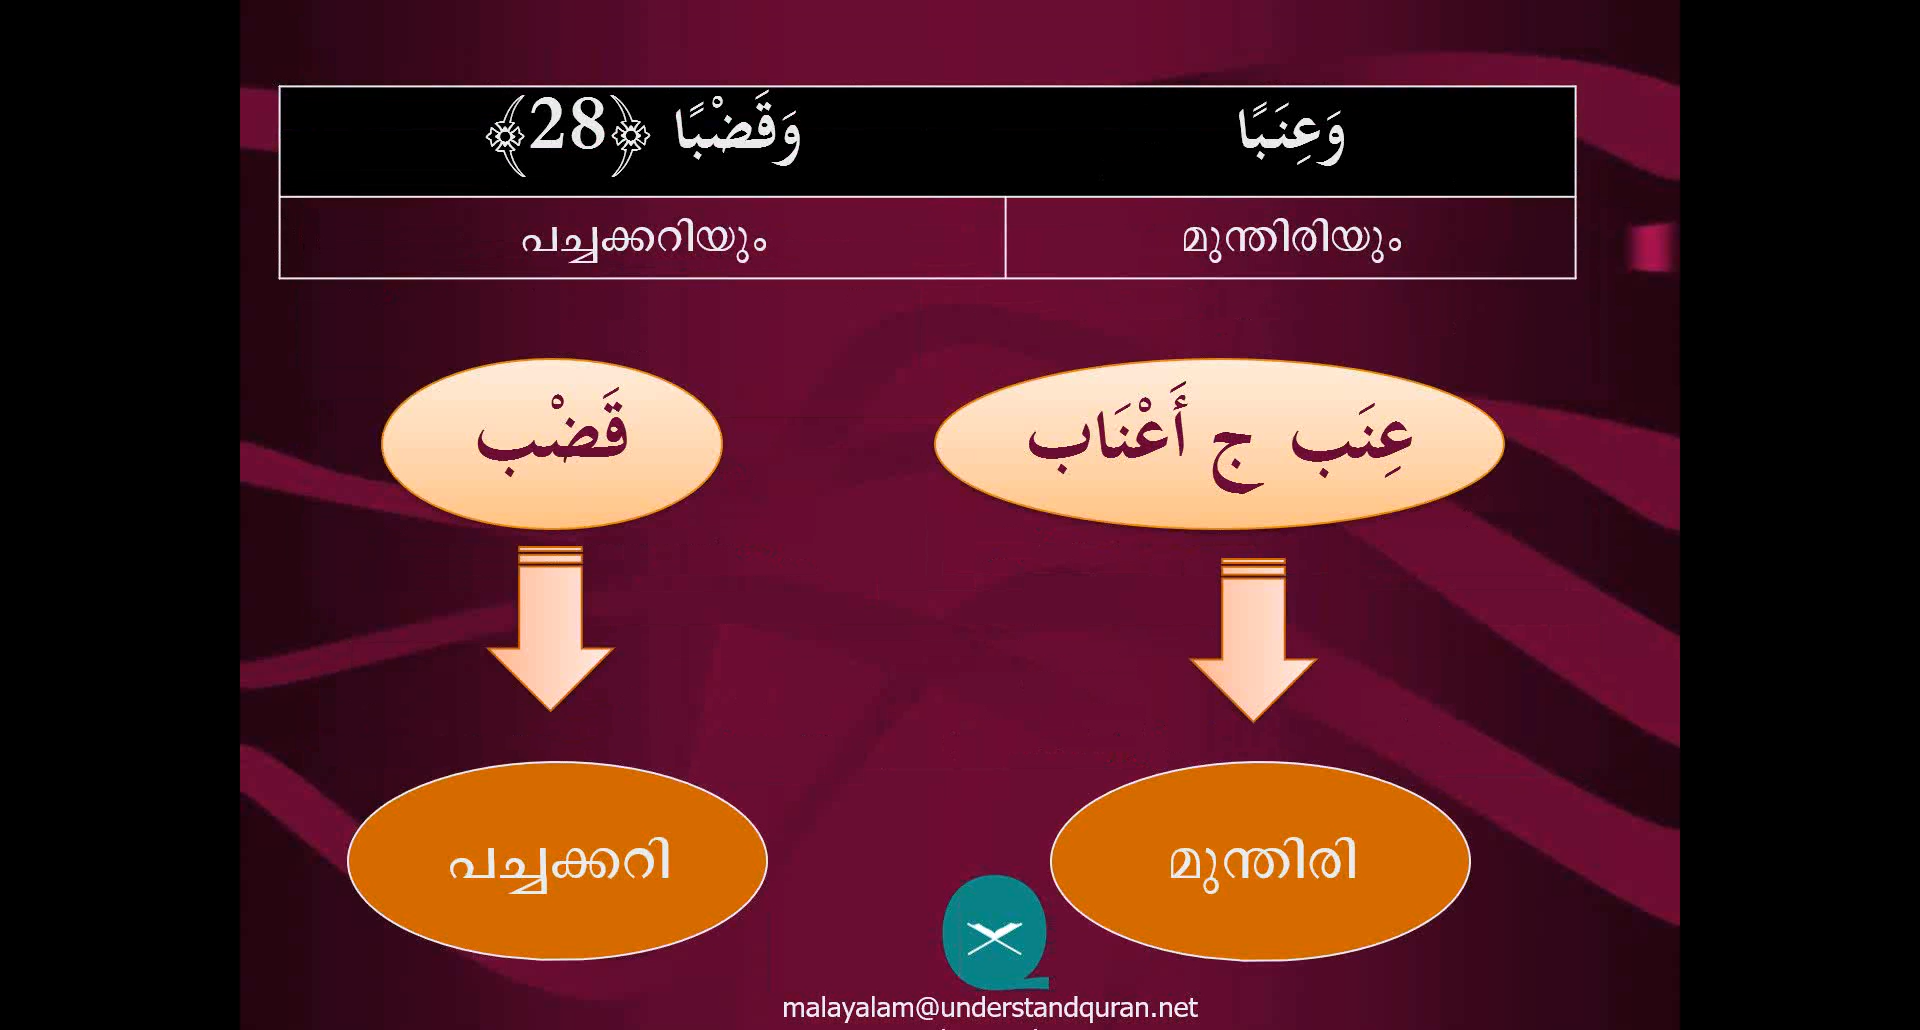 وَعِنَبًا وَقَضْبًا ﴿28﴾
മുന്തിരിയും പച്ചക്കറിയും
عِنَب ج أَعْنَاب
قَضْب
മുന്തിരി
പച്ചക്കറി
malayalam@understandquran.net